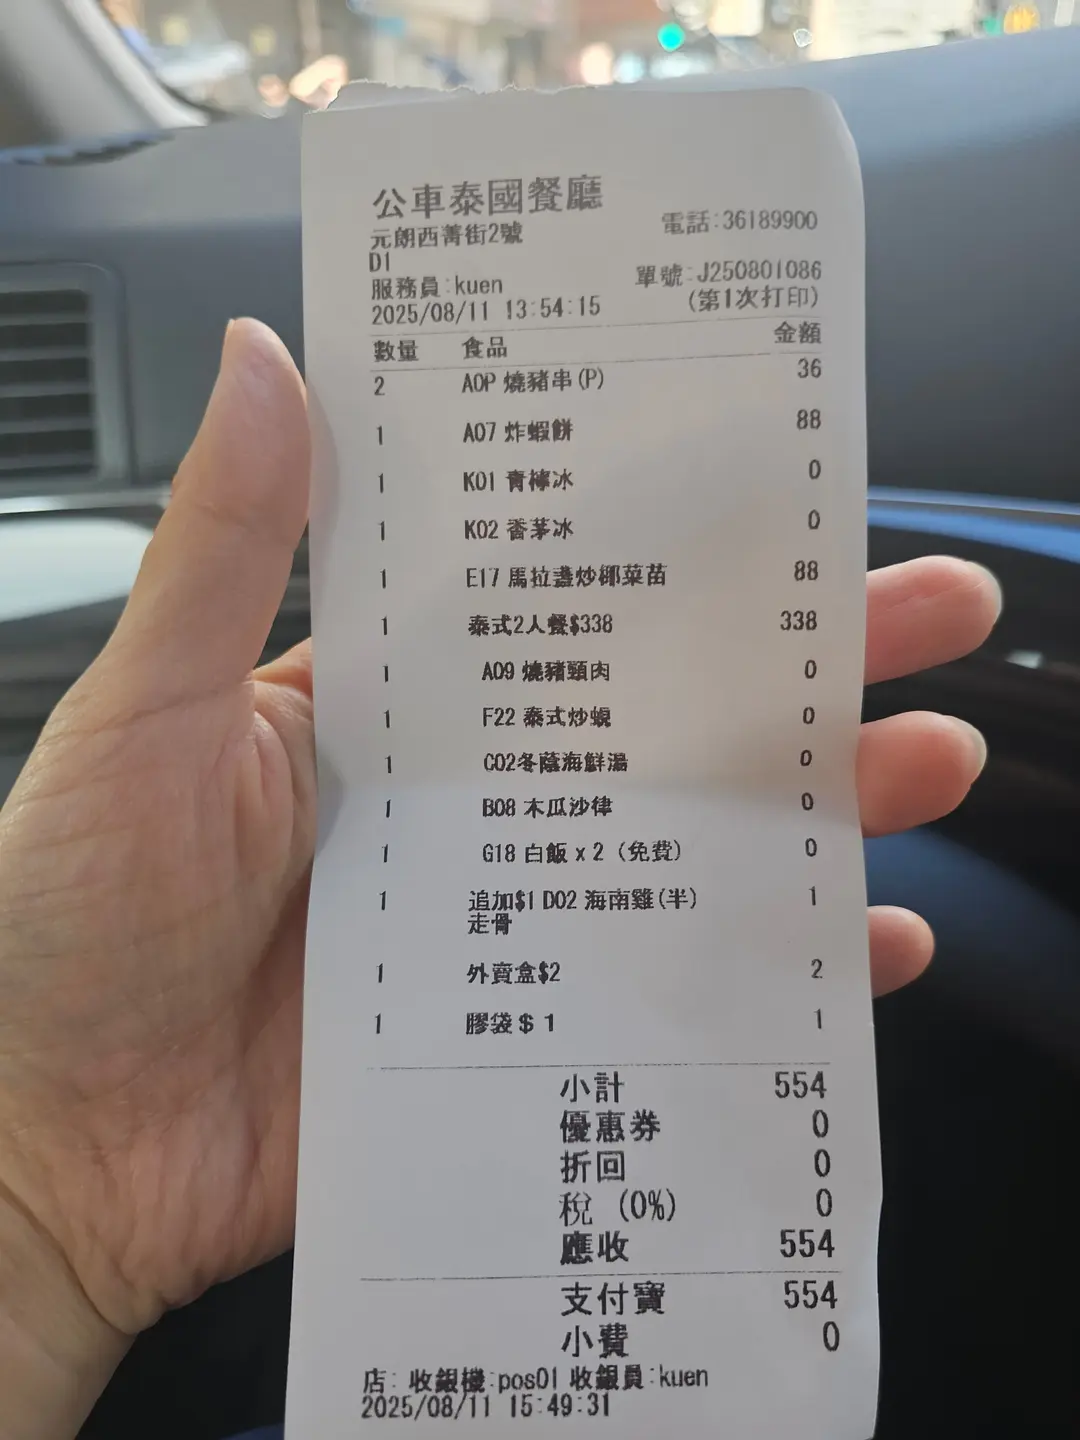 公車泰國餐廳
元朗西菁街2號 電話:36189900
D1
服務員:kuen 單號:J250801086
2025/08/11 13:54:15 (第1次打印)
數量 食品 金額
2 A0P 燒豬串(P) 36
1 A07 炸蝦餅 88
1 K01 青檸冰 0
1 K02 香茅冰 0
1 E17 馬拉盞炒椰菜苗 88
1 泰式2人餐$338 338
1 A09 燒豬頸肉 0
1 F22 泰式炒蜆 0
1 C02冬蔭海鮮湯 0
1 B08 木瓜沙律 0
1 G18 白飯 x 2 (免費) 0
1 追加$1 D02 海南雞(半) 1
走骨
1 外賣盒$2 2
1 膠袋 $ 1 1
小計 554
優惠券 0
折回 0
稅 (0%) 0
應收 554
支付寶 554
小費 0
店: 收銀機:pos01 收銀員:kuen
2025/08/11 15:49:31